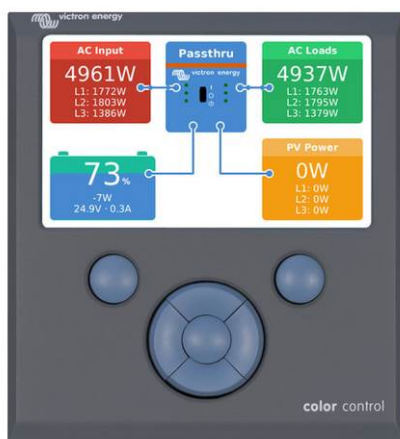 victron energy
AC Input
4961W
L1: 1772W
L2: 1803W
L3: 1386W
Passthru
victron energy
I
O
AC Loads
4937W
L1: 1763W
L2: 1795W
L3: 1379W
73%
-7W
24.9V · 0.3A
PV Power
0W
L1: 0W
L2: 0W
L3: 0W
color control